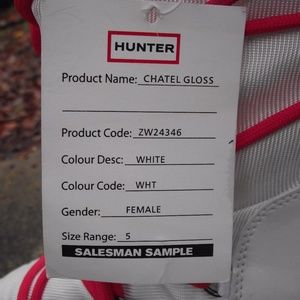 HUNTER
Product Name: CHATEL GLOSS
Product Code: ZW24346
Colour Desc: WHITE
Colour Code: WHT
Gender: FEMALE
Size Range: 5
SALESMAN SAMPLE